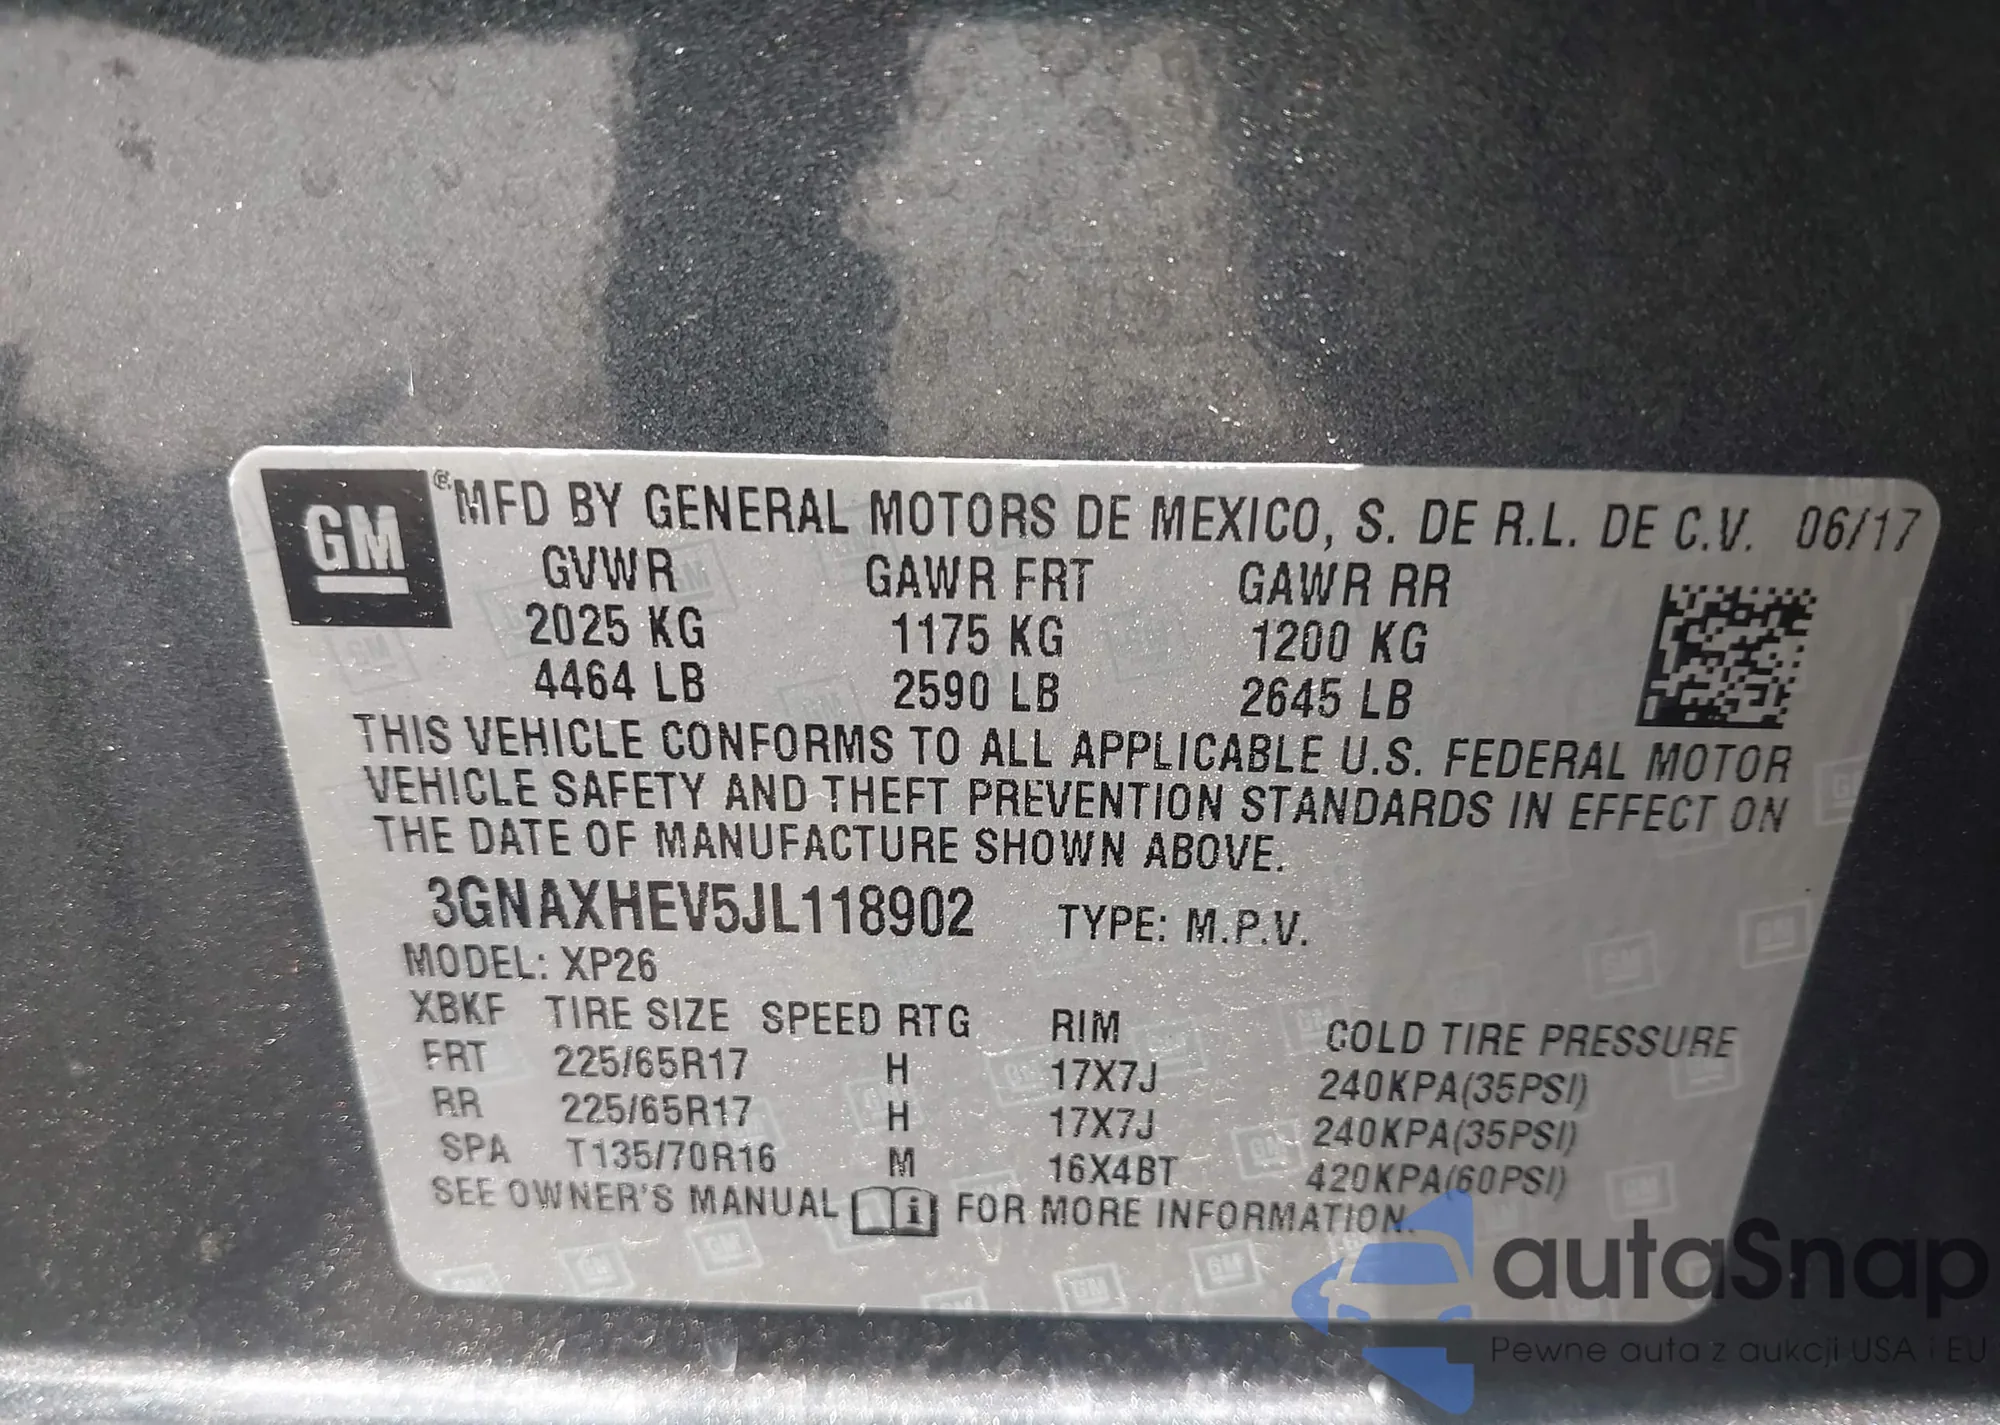 GM
® MFD BY GENERAL MOTORS DE MEXICO, S. DE R.L. DE C.V. 06/17
GVWR GAWR FRT GAWR RR
2025 KG 1175 KG 1200 KG
4464 LB 2590 LB 2645 LB
THIS VEHICLE CONFORMS TO ALL APPLICABLE U.S. FEDERAL MOTOR
VEHICLE SAFETY AND THEFT PREVENTION STANDARDS IN EFFECT ON
THE DATE OF MANUFACTURE SHOWN ABOVE.
3GNAXHEV5JL118902 TYPE: M.P.V.
MODEL: XP26
XBKF TIRE SIZE SPEED RTG RIM COLD TIRE PRESSURE
FRT 225/65R17 H 17X7J 240KPA(35PSI)
RR 225/65R17 H 17X7J 240KPA(35PSI)
SPA T135/70R16 M 16X4BT 420KPA(60PSI)
SEE OWNER'S MANUAL i FOR MORE INFORMATION.
autaSnap
Pewne auta z aukcji USA i EU